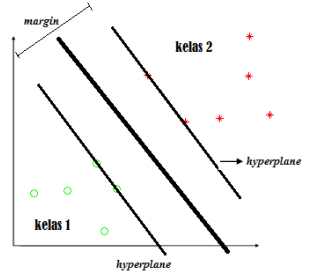 margin
kelas 2
hyperplane
kelas 1
hyperplane